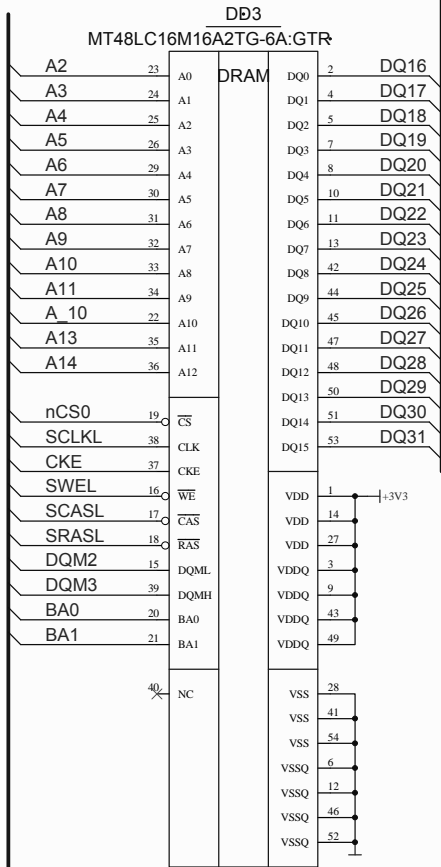 DD3
MT48LC16M16A2TG-6A:GTR
DRAM
A2 23 A0 DQ0 2 DQ16
A3 24 A1 DQ1 4 DQ17
A4 25 A2 DQ2 5 DQ18
A5 26 A3 DQ3 7 DQ19
A6 29 A4 DQ4 8 DQ20
A7 30 A5 DQ5 10 DQ21
A8 31 A6 DQ6 11 DQ22
A9 32 A7 DQ7 13 DQ23
A10 33 A8 DQ8 42 DQ24
A11 34 A9 DQ9 44 DQ25
A_10 22 A10 DQ10 45 DQ26
A13 35 A11 DQ11 47 DQ27
A14 36 A12 DQ12 48 DQ28
DQ13 50 DQ29
nCS0 19 CS DQ14 51 DQ30
SCLKL 38 CLK DQ15 53 DQ31
CKE 37 CKE
SWEL 16 WE VDD 1 +3V3
SCASL 17 CAS VDD 14
SRASL 18 RAS VDD 27
DQM2 15 DQML VDDQ 3
DQM3 39 DQMH VDDQ 9
BA0 20 BA0 VDDQ 43
BA1 21 BA1 VDDQ 49
40 NC VSS 28
VSS 41
VSS 54
VSSQ 6
VSSQ 12
VSSQ 46
VSSQ 52